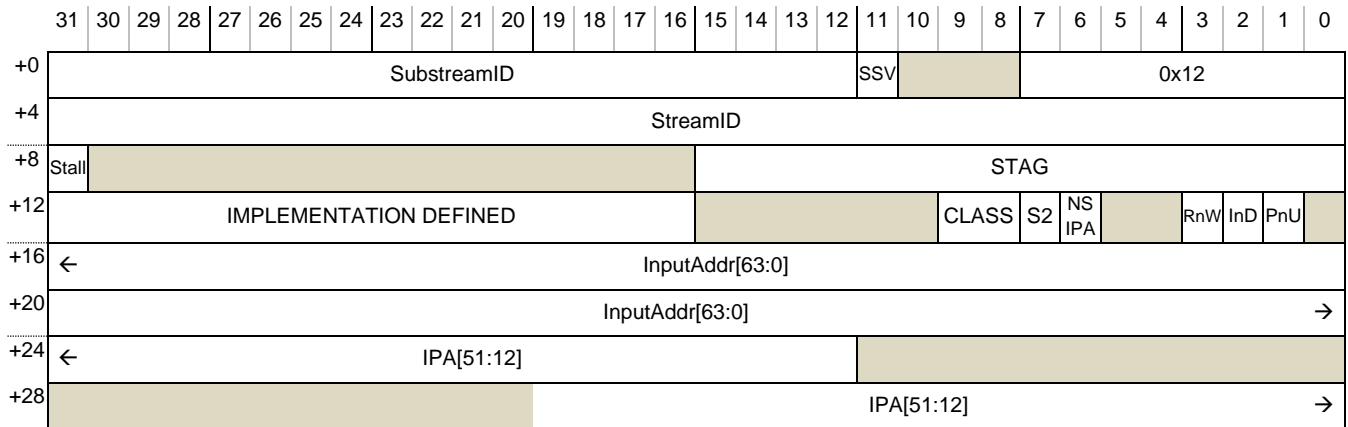 31 30 29 28 27 26 25 24 23 22 21 20 19 18 17 16 15 14 13 12 11 10 9 8 7 6 5 4 3 2 1 0
+0 SubstreamID SSV 0x12
+4 StreamID
+8 Stall STAG
+12 IMPLEMENTATION DEFINED CLASS S2 NS IPA RnW InD PnU
+16 ← InputAddr[63:0]
+20 InputAddr[63:0] →
+24 ← IPA[51:12]
+28 IPA[51:12] →